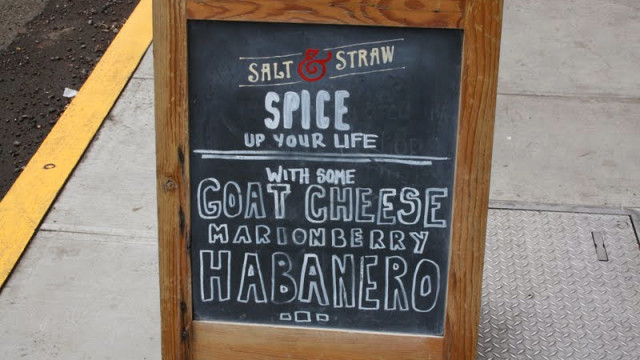 SALT & STRAW
SPICE
UP YOUR LIFE
WITH SOME
GOAT CHEESE
MARIONBERRY
HABANERO